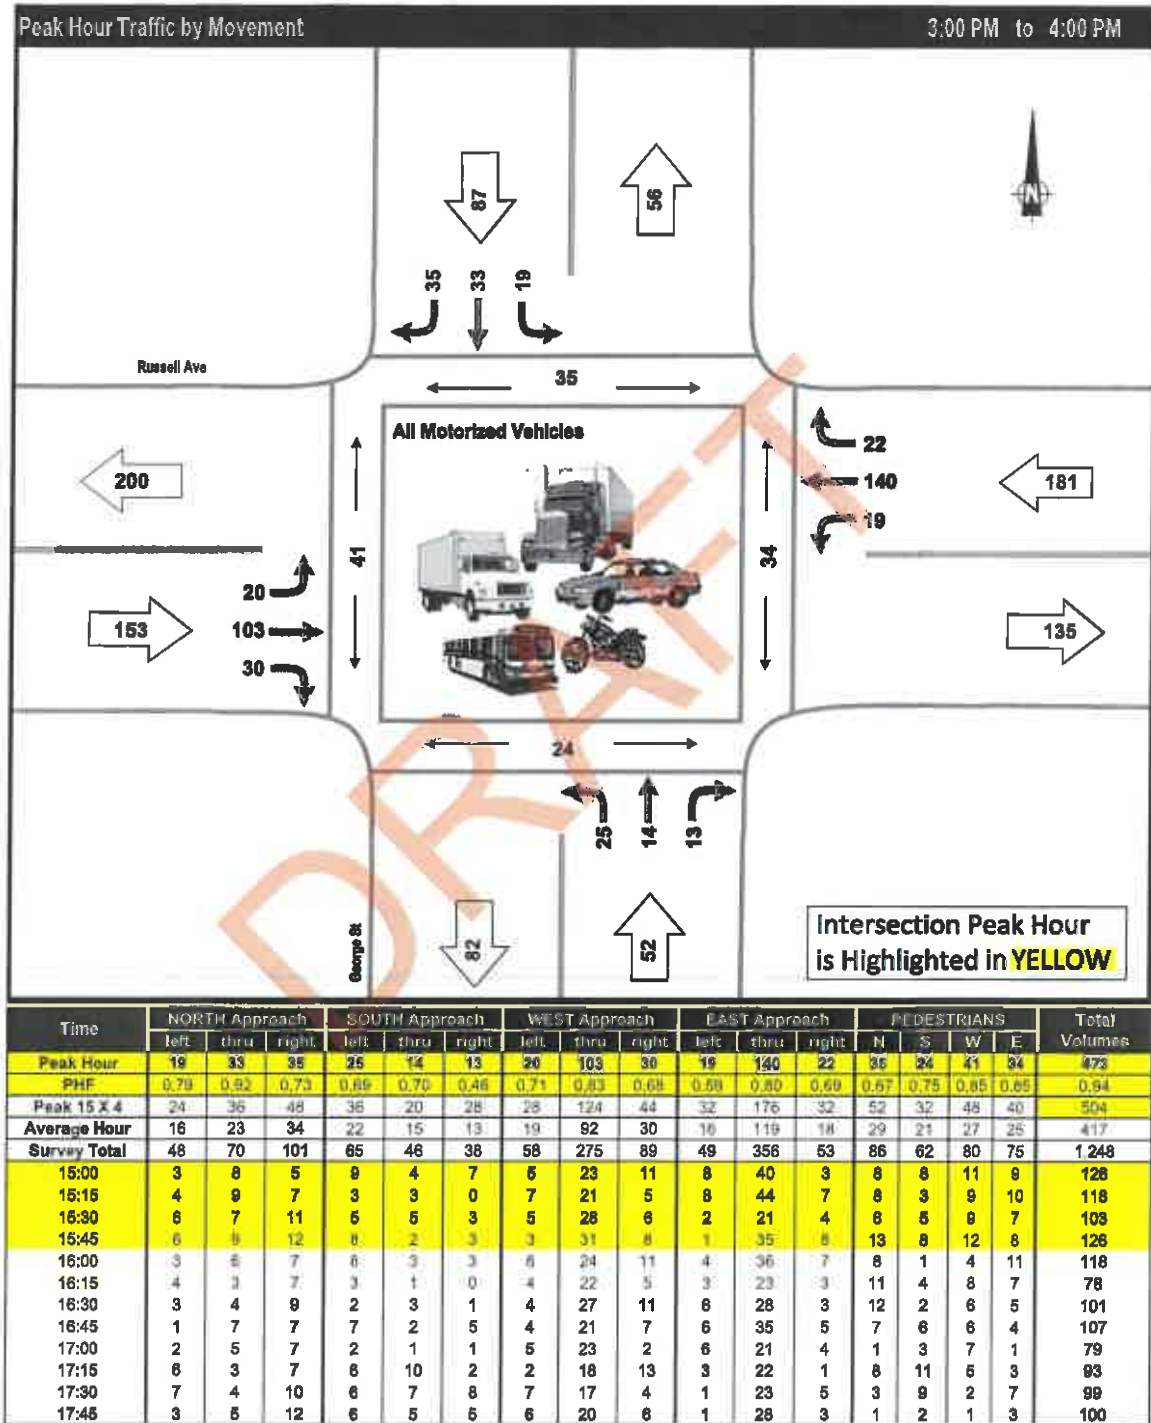 Peak Hour Traffic by Movement 3:00 PM to 4:00 PM
87 56
N
35 33 19
Russell Ave
35
All Motorized Vehicles
22
200 140 181
19
41 34
20
153 103 135
30
24
25 14 13
George St
82 52
Intersection Peak Hour
is Highlighted in YELLOW
DRAFT
Time NORTH Approach SOUTH Approach WEST Approach EAST Approach PEDESTRIANS Total
left thru right left thru right left thru right left thru right N S W E Volumes
Peak Hour 19 33 35 25 14 13 20 103 30 19 140 22 35 24 41 34 473
PHF 0.79 0.92 0.73 0.69 0.70 0.46 0.71 0.83 0.68 0.59 0.80 0.69 0.67 0.75 0.85 0.85 0.94
Peak 15 X 4 24 36 48 36 20 28 28 124 44 32 176 32 52 32 48 40 504
Average Hour 16 23 34 22 15 13 19 92 30 16 119 18 29 21 27 25 417
Survey Total 48 70 101 65 46 38 58 275 89 49 356 53 86 62 80 75 1,248
15:00 3 8 5 9 4 7 5 23 11 8 40 3 8 8 11 9 126
15:15 4 9 7 3 3 0 7 21 5 8 44 7 8 3 9 10 118
15:30 6 7 11 5 5 3 5 28 6 2 21 4 6 5 9 7 103
15:45 6 9 12 8 2 3 3 31 8 1 35 8 13 8 12 8 126
16:00 3 6 7 8 3 3 6 24 11 4 36 7 8 1 4 11 118
16:15 4 3 7 3 1 0 4 22 5 3 23 3 11 4 8 7 78
16:30 3 4 9 2 3 1 4 27 11 6 28 3 12 2 6 5 101
16:45 1 7 7 7 2 5 4 21 7 6 35 5 7 6 6 4 107
17:00 2 5 7 2 1 1 5 23 2 6 21 4 1 3 7 1 79
17:15 6 3 7 6 10 2 2 18 13 3 22 1 8 11 5 3 93
17:30 7 4 10 6 7 8 7 17 4 1 23 5 3 9 2 7 99
17:45 3 5 12 6 5 5 6 20 6 1 28 3 1 2 1 3 100